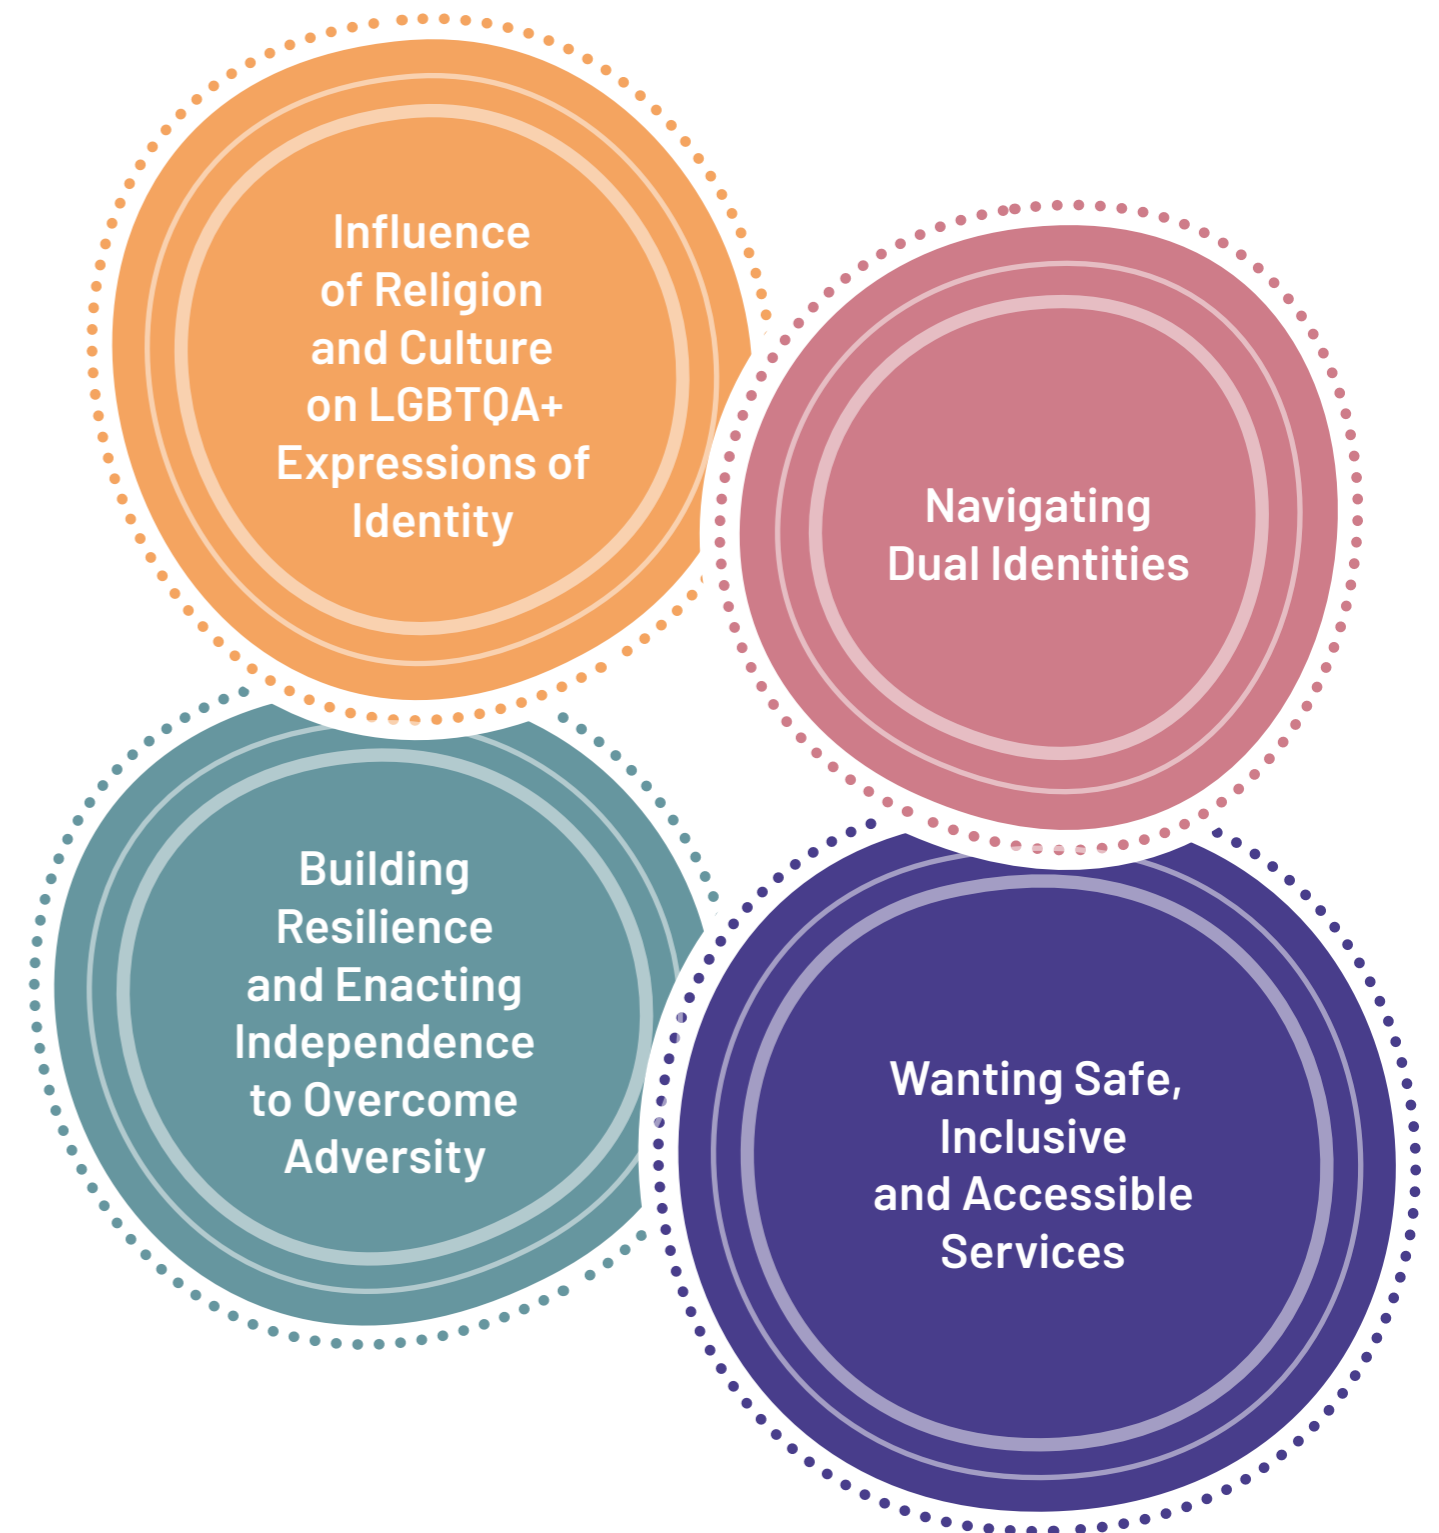 Influence
of Religion
and Culture
on LGBTQA+
Expressions of
Identity
Navigating
Dual Identities
Building
Resilience
and Enacting
Independence
to Overcome
Adversity
Wanting Safe,
Inclusive
and Accessible
Services